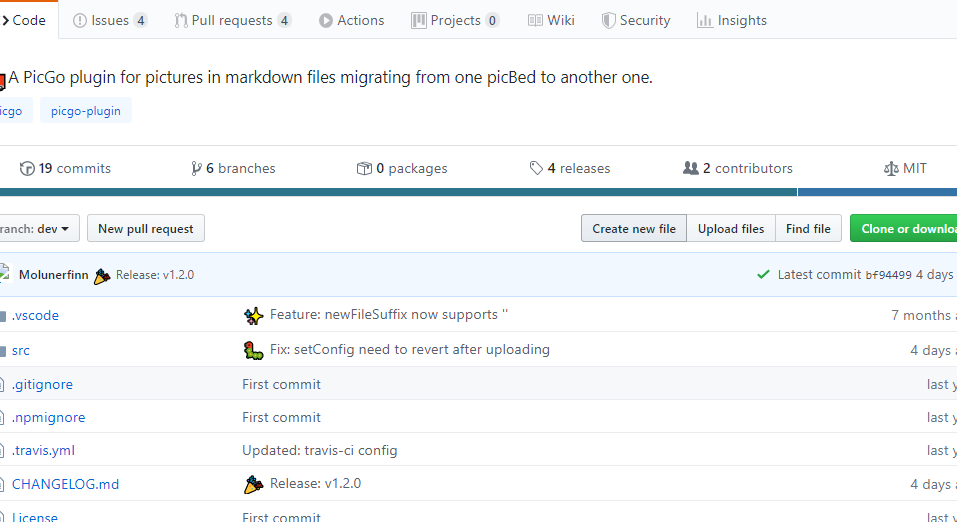 Code Issues 4 Pull requests 4 Actions Projects 0 Wiki Security Insights
A PicGo plugin for pictures in markdown files migrating from one picBed to another one.
picgo-plugin
19 commits 6 branches 0 packages 4 releases 2 contributors MIT
dev New pull request Create new file Upload files Find file Clone or
Molunerfinn Release: v1.2.0 Latest commit bf94499 4 days
.vscode Feature: newFileSuffix now supports '' 7 months
src Fix: setConfig need to revert after uploading 4 days
.gitignore First commit last
.npmignore First commit last
.travis.yml Updated: travis-ci config last
CHANGELOG.md Release: v1.2.0 4 days
License First commit last